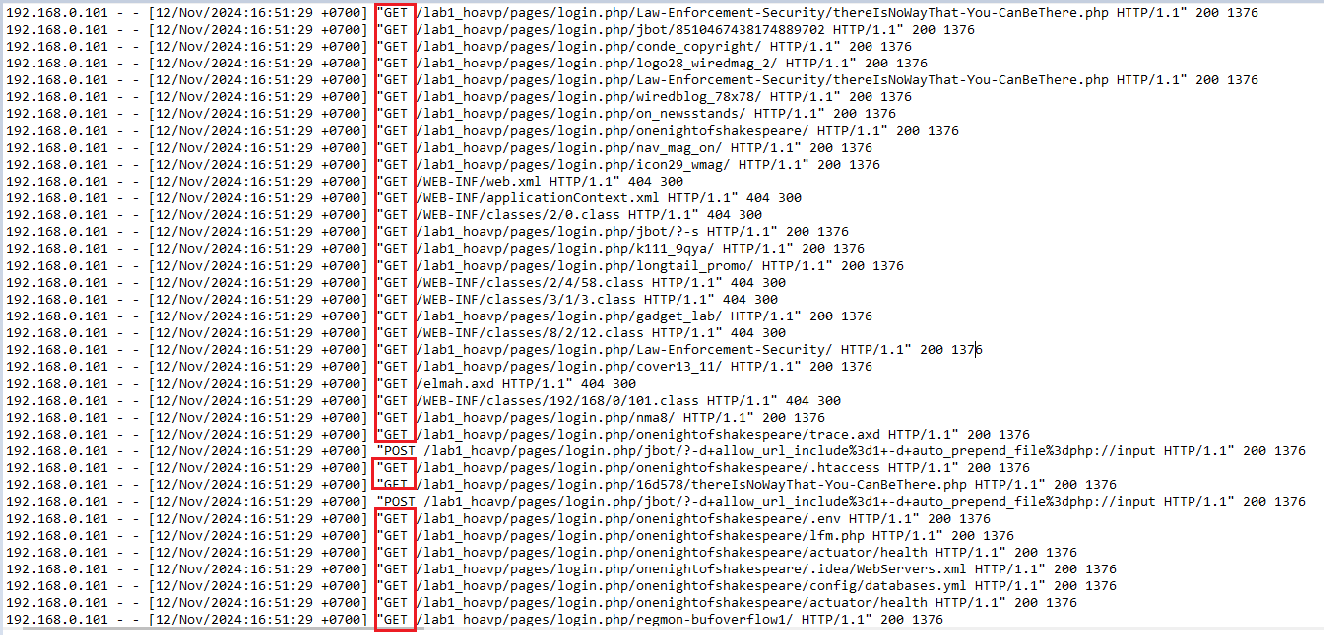 192.168.0.101 - - [12/Nov/2024:16:51:29 +0700] "GET /lab1_hoavp/pages/login.php/Law-Enforcement-Security/thereIsNoWayThat-You-CanBeThere.php HTTP/1.1" 200 1376
192.168.0.101 - - [12/Nov/2024:16:51:29 +0700] "GET /lab1_hoavp/pages/login.php/jbot/8510467438174889702 HTTP/1.1" 200 1376
192.168.0.101 - - [12/Nov/2024:16:51:29 +0700] "GET /lab1_hoavp/pages/login.php/conde_copyright/ HTTP/1.1" 200 1376
192.168.0.101 - - [12/Nov/2024:16:51:29 +0700] "GET /lab1_hoavp/pages/login.php/logo28_wiredmag_2/ HTTP/1.1" 200 1376
192.168.0.101 - - [12/Nov/2024:16:51:29 +0700] "GET /lab1_hoavp/pages/login.php/Law-Enforcement-Security/thereIsNoWayThat-You-CanBeThere.php HTTP/1.1" 200 1376
192.168.0.101 - - [12/Nov/2024:16:51:29 +0700] "GET /lab1_hoavp/pages/login.php/wiredblog_78x78/ HTTP/1.1" 200 1376
192.168.0.101 - - [12/Nov/2024:16:51:29 +0700] "GET /lab1_hoavp/pages/login.php/on_newsstands/ HTTP/1.1" 200 1376
192.168.0.101 - - [12/Nov/2024:16:51:29 +0700] "GET /lab1_hoavp/pages/login.php/onenightofshakespeare/ HTTP/1.1" 200 1376
192.168.0.101 - - [12/Nov/2024:16:51:29 +0700] "GET /lab1_hoavp/pages/login.php/nav_mag_on/ HTTP/1.1" 200 1376
192.168.0.101 - - [12/Nov/2024:16:51:29 +0700] "GET /lab1_hoavp/pages/login.php/icon29_wmag/ HTTP/1.1" 200 1376
192.168.0.101 - - [12/Nov/2024:16:51:29 +0700] "GET /WEB-INF/web.xml HTTP/1.1" 404 300
192.168.0.101 - - [12/Nov/2024:16:51:29 +0700] "GET /WEB-INF/applicationContext.xml HTTP/1.1" 404 300
192.168.0.101 - - [12/Nov/2024:16:51:29 +0700] "GET /WEB-INF/classes/2/0.class HTTP/1.1" 404 300
192.168.0.101 - - [12/Nov/2024:16:51:29 +0700] "GET /lab1_hoavp/pages/login.php/jbot/?-s HTTP/1.1" 200 1376
192.168.0.101 - - [12/Nov/2024:16:51:29 +0700] "GET /lab1_hoavp/pages/login.php/k111_9qya/ HTTP/1.1" 200 1376
192.168.0.101 - - [12/Nov/2024:16:51:29 +0700] "GET /lab1_hoavp/pages/login.php/longtail_promo/ HTTP/1.1" 200 1376
192.168.0.101 - - [12/Nov/2024:16:51:29 +0700] "GET /WEB-INF/classes/2/4/58.class HTTP/1.1" 404 300
192.168.0.101 - - [12/Nov/2024:16:51:29 +0700] "GET /WEB-INF/classes/3/1/3.class HTTP/1.1" 404 300
192.168.0.101 - - [12/Nov/2024:16:51:29 +0700] "GET /lab1_hoavp/pages/login.php/gadget_lab/ HTTP/1.1" 200 1376
192.168.0.101 - - [12/Nov/2024:16:51:29 +0700] "GET /WEB-INF/classes/8/2/12.class HTTP/1.1" 404 300
192.168.0.101 - - [12/Nov/2024:16:51:29 +0700] "GET /lab1_hoavp/pages/login.php/Law-Enforcement-Security/ HTTP/1.1" 200 1376
192.168.0.101 - - [12/Nov/2024:16:51:29 +0700] "GET /lab1_hoavp/pages/login.php/cover13_11/ HTTP/1.1" 200 1376
192.168.0.101 - - [12/Nov/2024:16:51:29 +0700] "GET /elmah.axd HTTP/1.1" 404 300
192.168.0.101 - - [12/Nov/2024:16:51:29 +0700] "GET /WEB-INF/classes/192/168/0/101.class HTTP/1.1" 404 300
192.168.0.101 - - [12/Nov/2024:16:51:29 +0700] "GET /lab1_hoavp/pages/login.php/nma8/ HTTP/1.1" 200 1376
192.168.0.101 - - [12/Nov/2024:16:51:29 +0700] "GET /lab1_hoavp/pages/login.php/onenightofshakespeare/trace.axd HTTP/1.1" 200 1376
192.168.0.101 - - [12/Nov/2024:16:51:29 +0700] "POST /lab1_hoavp/pages/login.php/jbot/?-d+allow_url_include%3d1+-d+auto_prepend_file%3dphp://input HTTP/1.1" 200 1376
192.168.0.101 - - [12/Nov/2024:16:51:29 +0700] "GET /lab1_hoavp/pages/login.php/onenightofshakespeare/.htaccess HTTP/1.1" 200 1376
192.168.0.101 - - [12/Nov/2024:16:51:29 +0700] "GET /lab1_hoavp/pages/login.php/16d578/thereIsNoWayThat-You-CanBeThere.php HTTP/1.1" 200 1376
192.168.0.101 - - [12/Nov/2024:16:51:29 +0700] "POST /lab1_hoavp/pages/login.php/jbot/?-d+allow_url_include%3d1+-d+auto_prepend_file%3dphp://input HTTP/1.1" 200 1376
192.168.0.101 - - [12/Nov/2024:16:51:29 +0700] "GET /lab1_hoavp/pages/login.php/onenightofshakespeare/.env HTTP/1.1" 200 1376
192.168.0.101 - - [12/Nov/2024:16:51:29 +0700] "GET /lab1_hoavp/pages/login.php/onenightofshakespeare/lfm.php HTTP/1.1" 200 1376
192.168.0.101 - - [12/Nov/2024:16:51:29 +0700] "GET /lab1_hoavp/pages/login.php/onenightofshakespeare/actuator/health HTTP/1.1" 200 1376
192.168.0.101 - - [12/Nov/2024:16:51:29 +0700] "GET /lab1_hoavp/pages/login.php/onenightofshakespeare/.idea/WebServers.xml HTTP/1.1" 200 1376
192.168.0.101 - - [12/Nov/2024:16:51:29 +0700] "GET /lab1_hoavp/pages/login.php/onenightofshakespeare/config/databases.yml HTTP/1.1" 200 1376
192.168.0.101 - - [12/Nov/2024:16:51:29 +0700] "GET /lab1_hoavp/pages/login.php/onenightofshakespeare/actuator/health HTTP/1.1" 200 1376
192.168.0.101 - - [12/Nov/2024:16:51:29 +0700] "GET /lab1_hoavp/pages/login.php/regmon-bufoverflow1/ HTTP/1.1" 200 1376